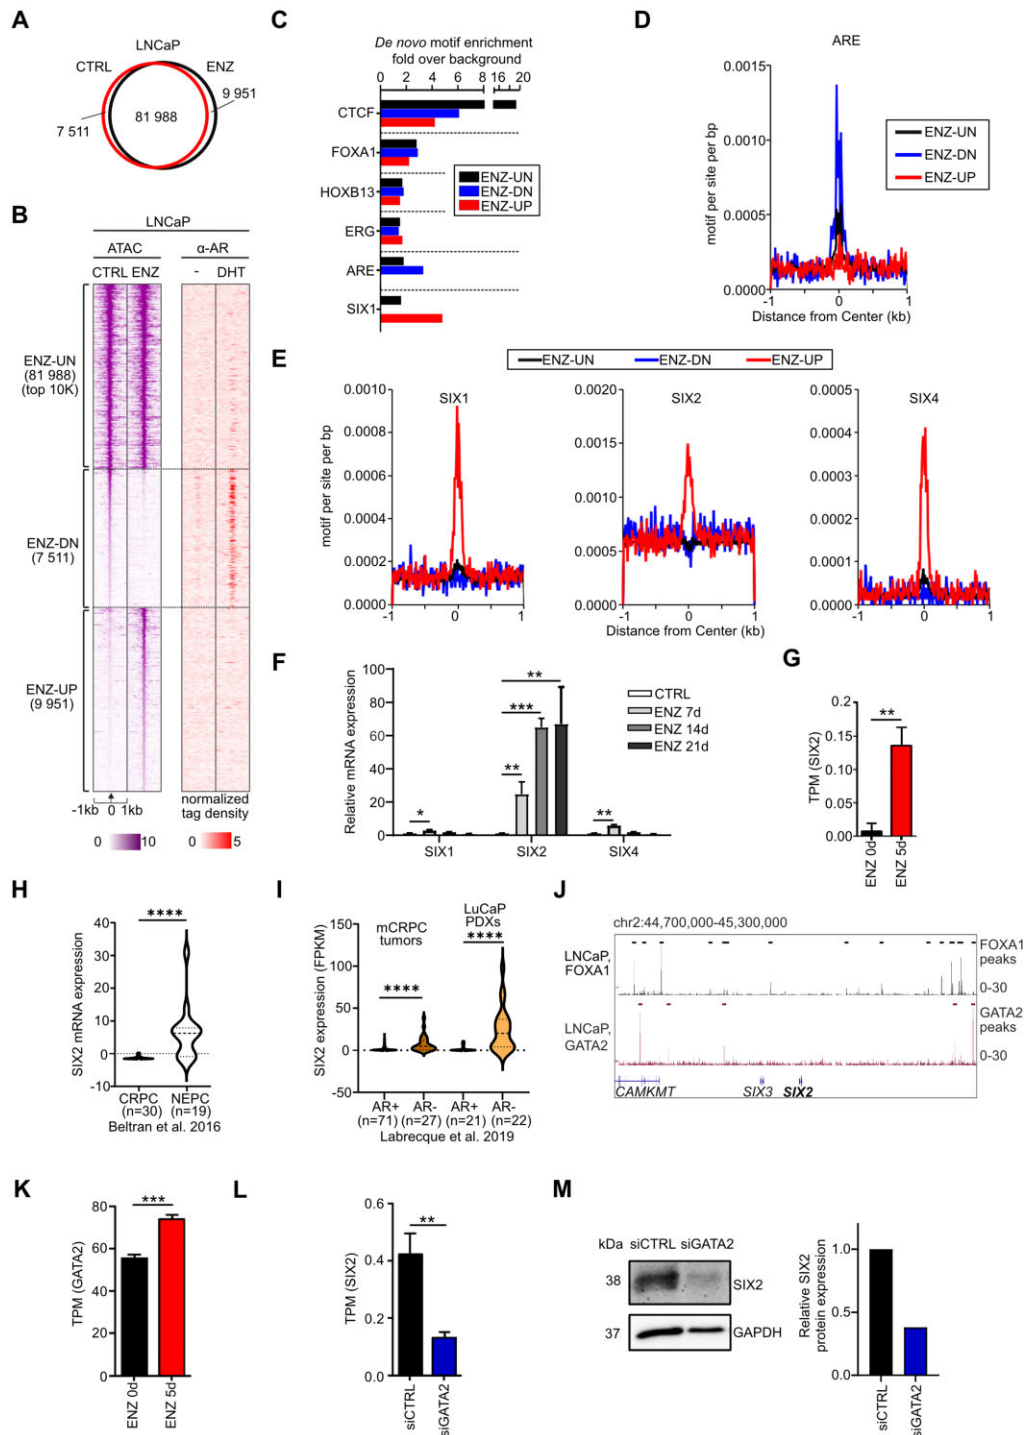 A
LNCaP
CTRL
ENZ
9 951
7 511
81 988
B
LNCaP
ATAC
α-AR
CTRL ENZ
- DHT
ENZ-UN
(81 988)
(top 10K)
ENZ-DN
(7 511)
ENZ-UP
(9 951)
-1kb 0 1kb
normalized
tag density
0 10
0 5
C
De novo motif enrichment
fold over background
0 2 4 6 8 16 20
CTCF
FOXA1
HOXB13
ERG
ARE
SIX1
ENZ-UN
ENZ-DN
ENZ-UP
D
ARE
motif per site per bp
0.0015
0.0010
0.0005
0.0000
-1 0 1
Distance from Center (kb)
ENZ-UN
ENZ-DN
ENZ-UP
E
ENZ-UN ENZ-DN ENZ-UP
SIX1
motif per site per bp
0.0010
0.0008
0.0006
0.0004
0.0002
0.0000
-1 0 1
SIX2
0.0020
0.0015
0.0010
0.0005
0.0000
-1 0 1
Distance from Center (kb)
SIX4
0.0005
0.0004
0.0003
0.0002
0.0001
0.0000
-1 0 1
F
Relative mRNA expression
100
80
60
40
20
0
*
**
***
**
**
SIX1 SIX2 SIX4
CTRL
ENZ 7d
ENZ 14d
ENZ 21d
G
TPM (SIX2)
0.20
0.15
0.10
0.05
0.00
**
ENZ 0d
ENZ 5d
H
SIX2 mRNA expression
40
30
20
10
0
-10
****
CRPC NEPC
(n=30) (n=19)
Beltran et al. 2016
I
SIX2 expression (FPKM)
150
100
50
0
-50
mCRPC
tumors
LuCaP
PDXs
****
****
AR+ AR- AR+ AR-
(n=71) (n=27) (n=21) (n=22)
Labrecque et al. 2019
J
chr2:44,700,000-45,300,000
LNCaP,
FOXA1
FOXA1
peaks
0-30
LNCaP,
GATA2
GATA2
peaks
0-30
CAMKMT SIX3 SIX2
K
TPM (GATA2)
80
60
40
20
0
***
ENZ 0d
ENZ 5d
L
TPM (SIX2)
0.6
0.4
0.2
0.0
**
siCTRL
siGATA2
M
kDa siCTRL siGATA2
38 SIX2
37 GAPDH
Relative SIX2
protein expression
1.0
0.5
0.0
siCTRL
siGATA2